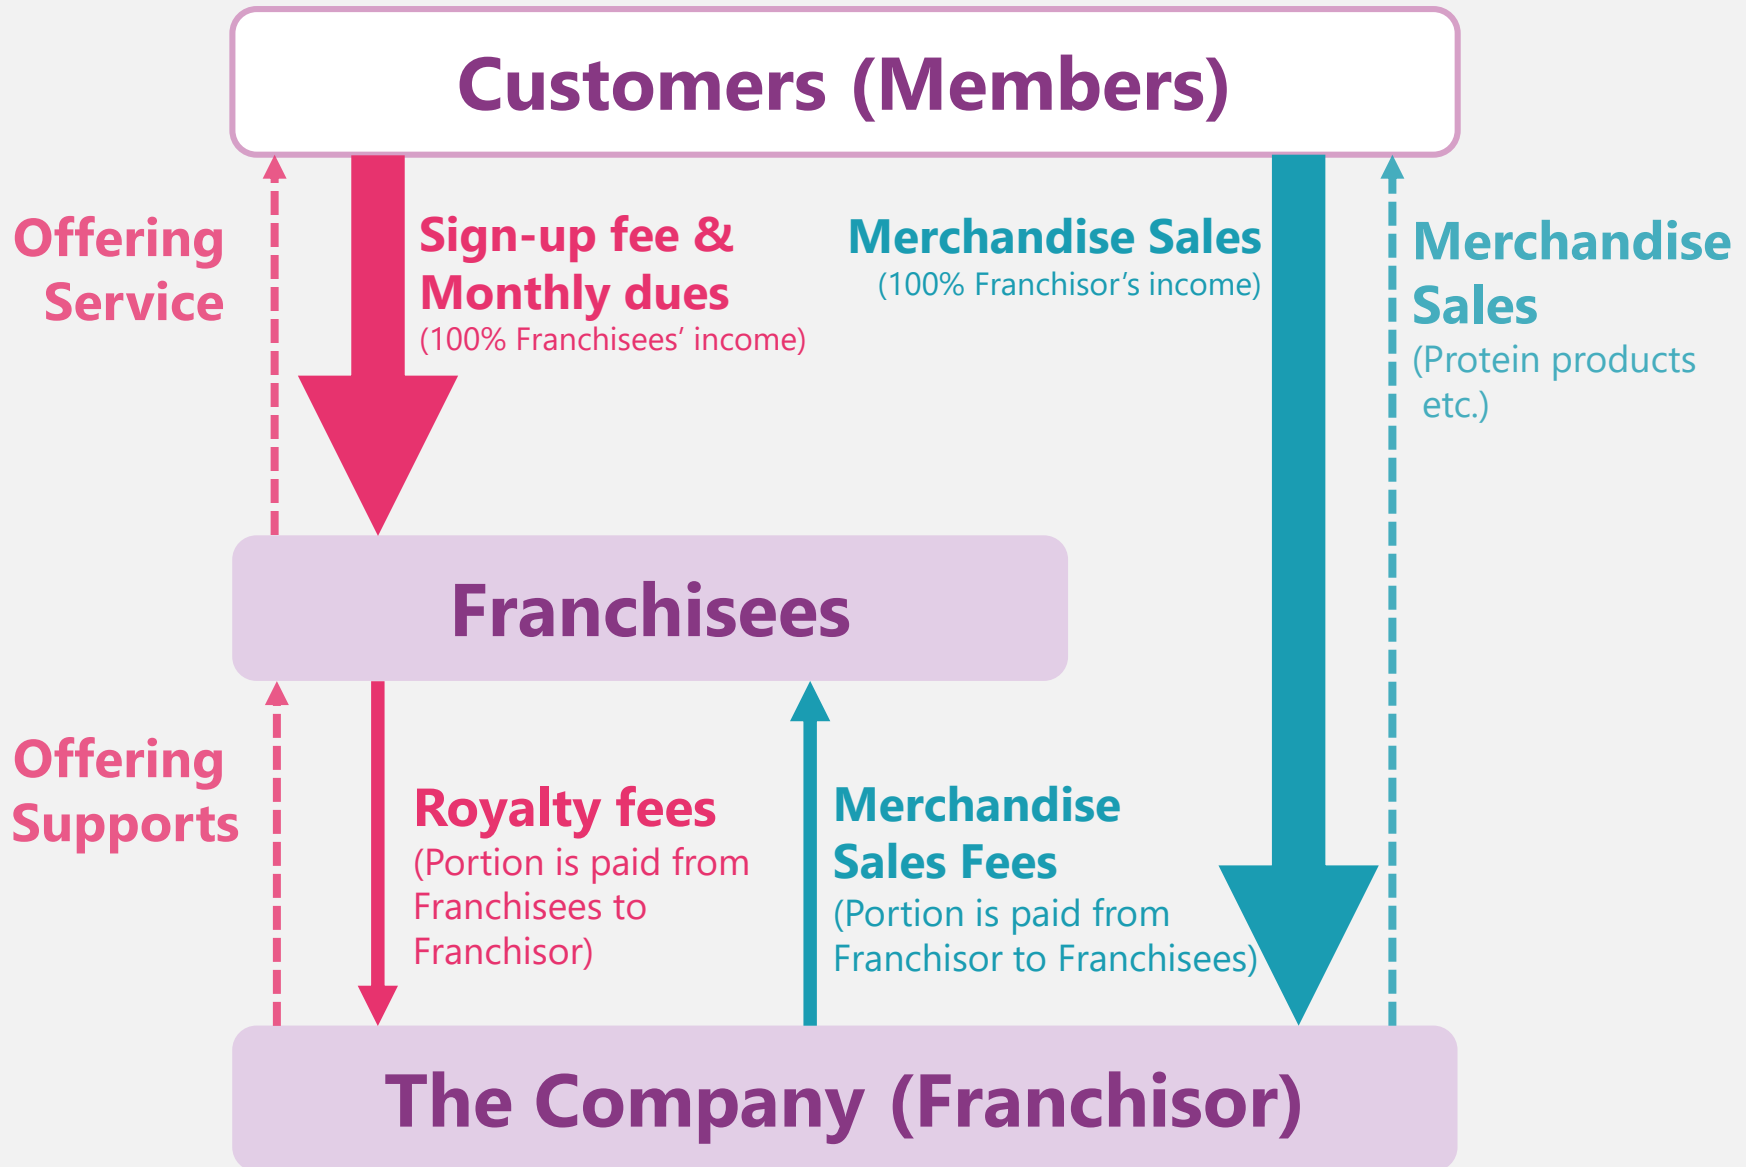 Customers (Members)
Offering
Service
Sign-up fee &
Monthly dues
(100% Franchisees’ income)
Merchandise Sales
(100% Franchisor’s income)
Merchandise
Sales
(Protein products
etc.)
Franchisees
Offering
Supports
Royalty fees
(Portion is paid from
Franchisees to
Franchisor)
Merchandise
Sales Fees
(Portion is paid from
Franchisor to Franchisees)
The Company (Franchisor)